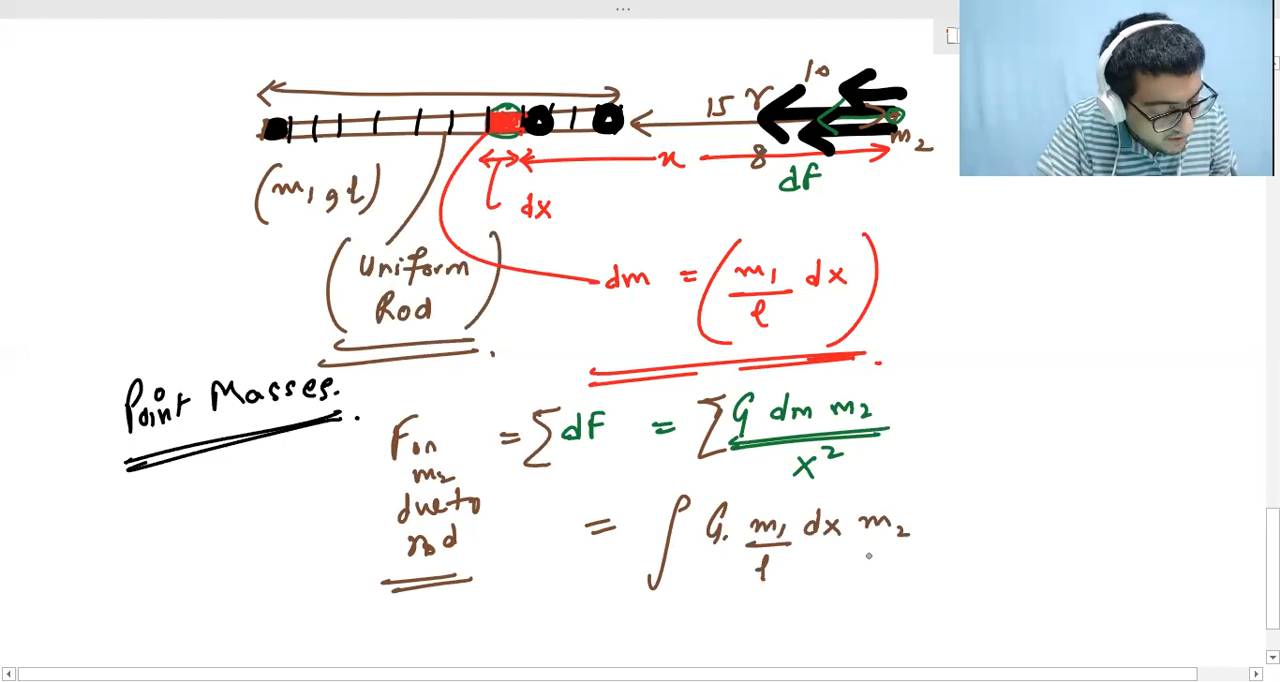 10
15 r
m2
x
8
dF
(m1, l)
dx
(Uniform
Rod)
dm = (m1/l dx)
Point Masses.
F on = ∑ dF = ∑ G dm m2 / x²
m2
due to
rod
= ∫ G. m1/l dx m2